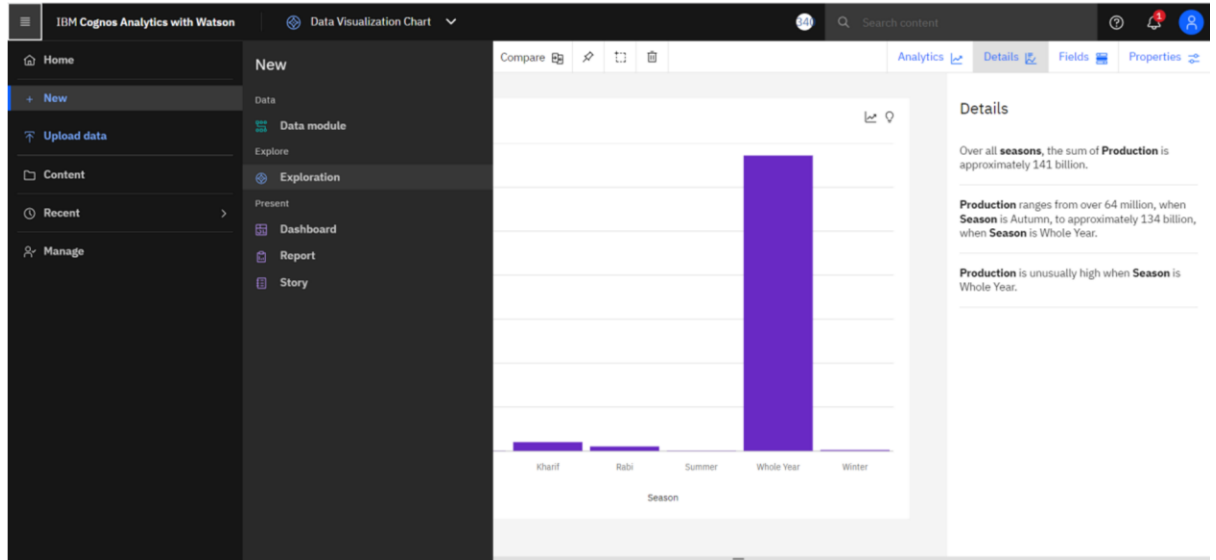 IBM Cognos Analytics with Watson
Data Visualization Chart
Search content
1
Home
New
Upload data
Content
Recent
Manage
New
Data
Data module
Explore
Exploration
Present
Dashboard
Report
Story
Compare
Analytics
Details
Fields
Properties
Kharif
Rabi
Summer
Whole Year
Winter
Season
Details
Over all seasons, the sum of Production is
approximately 141 billion.
Production ranges from over 64 million, when
Season is Autumn, to approximately 134 billion,
when Season is Whole Year.
Production is unusually high when Season is
Whole Year.